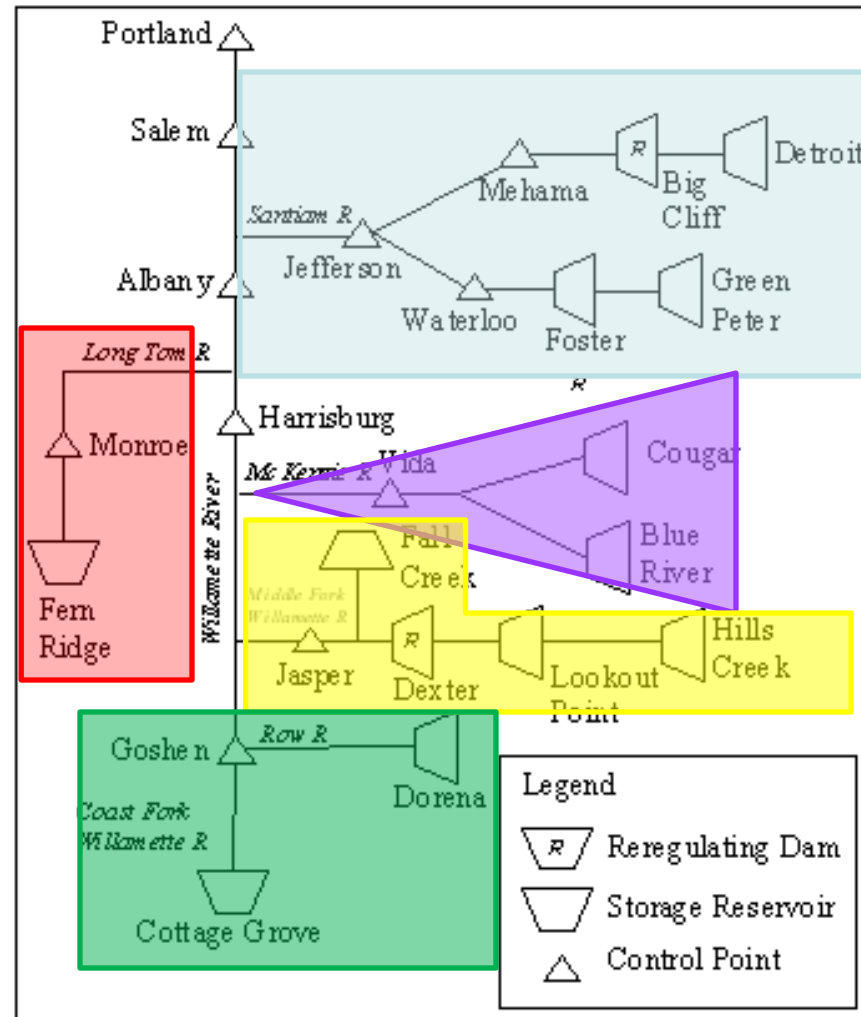 Portland
Salem
Detroit
R
Mehama
Big
Cliff
Santiam R
Jefferson
Albany
Green
Peter
Waterloo
Foster
Long Tom R
R
Harrisburg
Monroe
Cougar
Vida
Mc Kenzie R
Willamette River
Fall
Creek
Blue
River
Fern
Ridge
Middle Fork
Willamette R
Hills
Creek
R
Jasper
Dexter
Lookout
Point
Goshen
Row R
Dorena
Coast Fork
Willamette R
Cottage Grove
Legend
R
Reregulating Dam
Storage Reservoir
Control Point